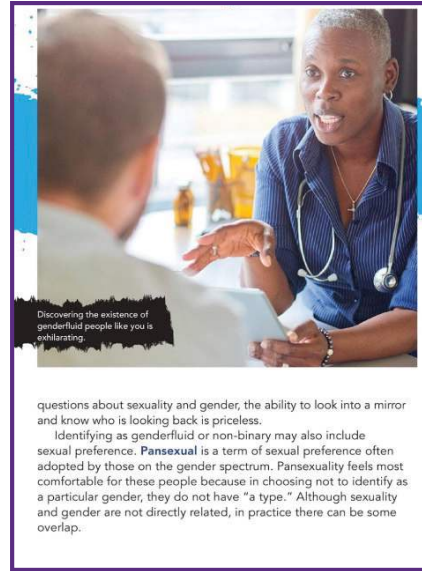 Discovering the existence of
genderfluid people like you is
exhilarating.
questions about sexuality and gender, the ability to look into a mirror
and know who is looking back is priceless.
Identifying as genderfluid or non-binary may also include
sexual preference. Pansexual is a term of sexual preference often
adopted by those on the gender spectrum. Pansexuality feels most
comfortable for these people because in choosing not to identify as
a particular gender, they do not have “a type.” Although sexuality
and gender are not directly related, in practice there can be some
overlap.